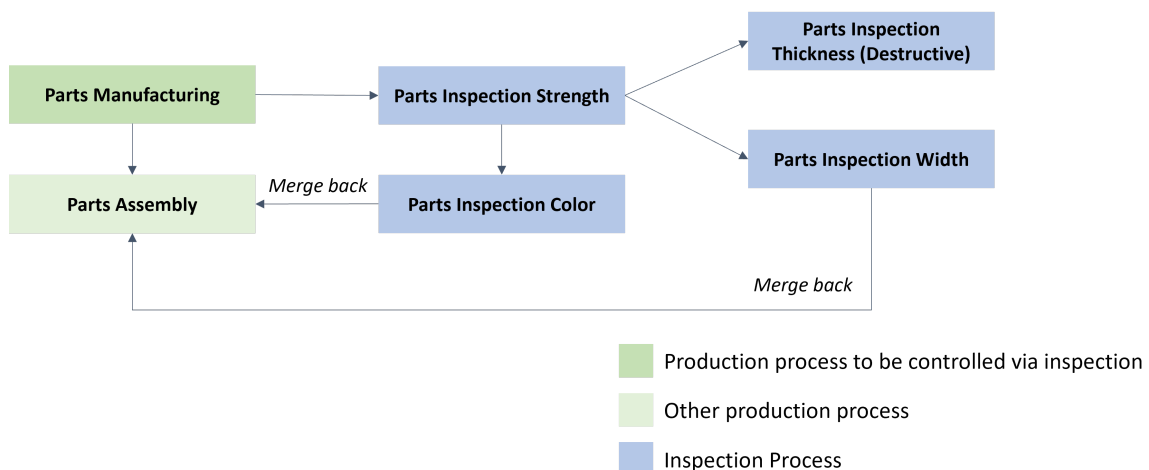 Parts Inspection
Thickness (Destructive)
Parts Manufacturing
Parts Inspection Strength
Parts Inspection Width
Merge back
Parts Assembly
Parts Inspection Color
Merge back
Production process to be controlled via inspection
Other production process
Inspection Process